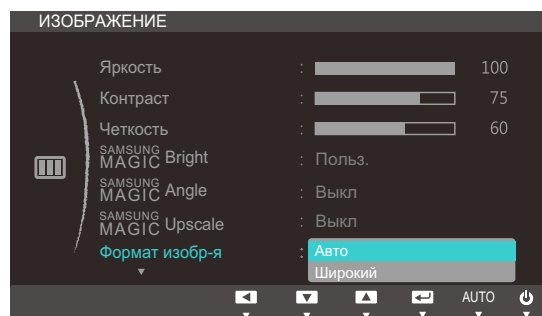 ИЗОБРАЖЕНИЕ
Яркость : 100
Контраст : 75
Четкость : 60
SAMSUNG MAGIC Bright : Польз.
SAMSUNG MAGIC Angle : Выкл
SAMSUNG MAGIC Upscale : Выкл
Формат изобр-я : Авто
Широкий
AUTO